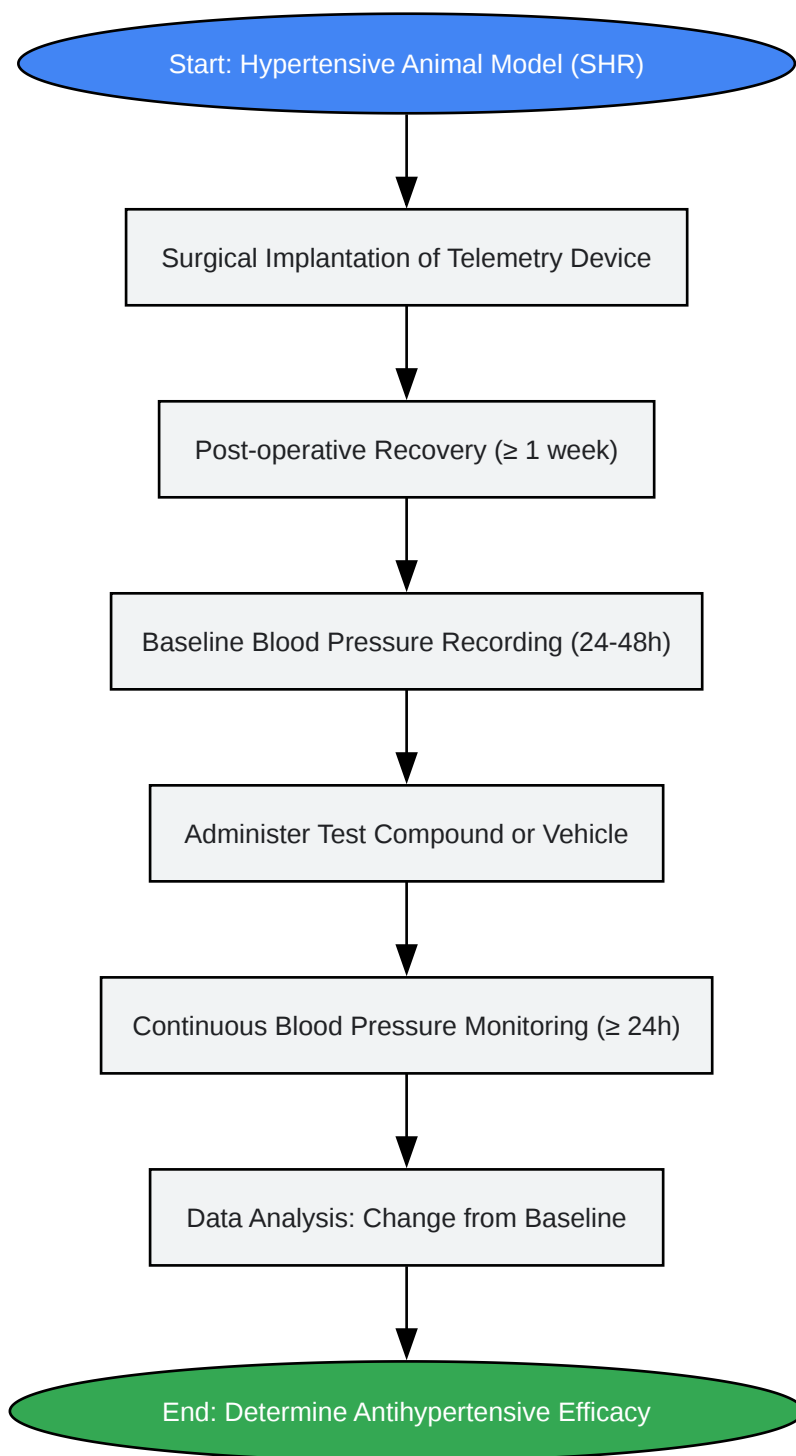 Start: Hypertensive Animal Model (SHR)
Surgical Implantation of Telemetry Device
Post-operative Recovery (≥ 1 week)
Baseline Blood Pressure Recording (24-48h)
Administer Test Compound or Vehicle
Continuous Blood Pressure Monitoring (≥ 24h)
Data Analysis: Change from Baseline
End: Determine Antihypertensive Efficacy